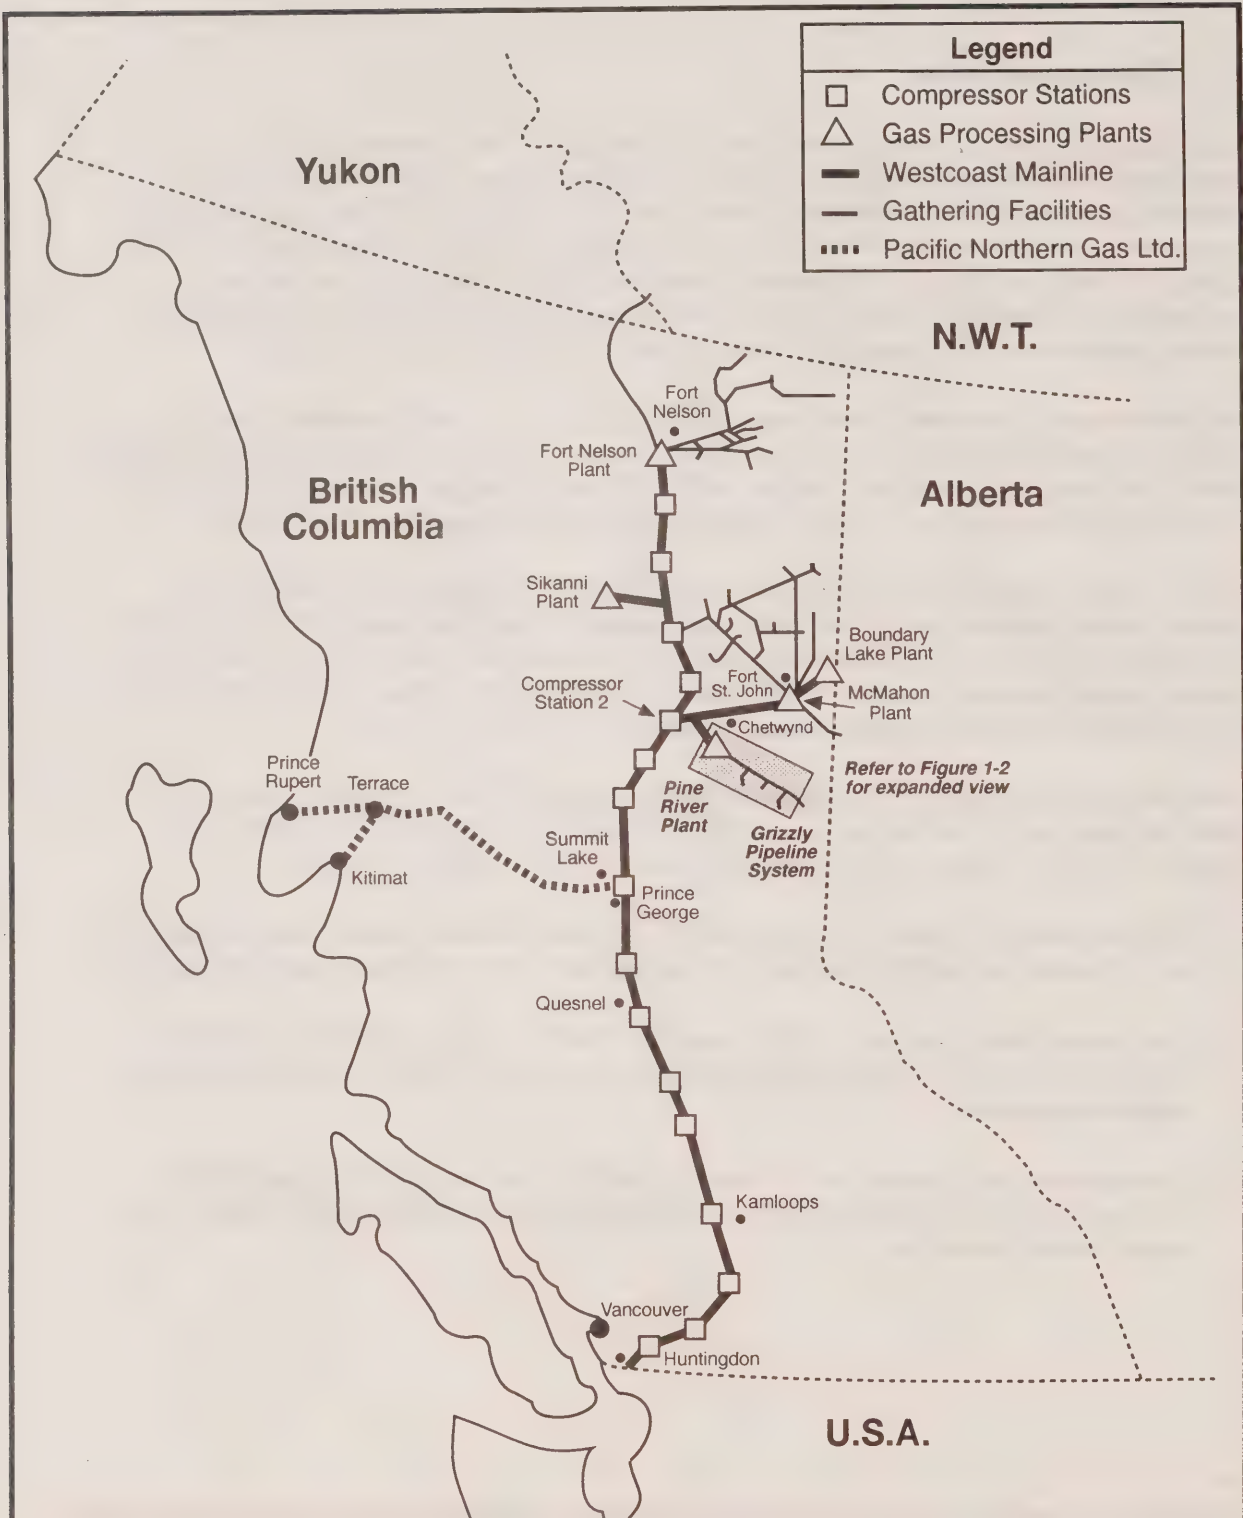 Legend
Compressor Stations
Gas Processing Plants
Westcoast Mainline
Gathering Facilities
Pacific Northern Gas Ltd.
Yukon
N.W.T.
Fort
Nelson
Fort Nelson
Plant
British
Columbia
Alberta
Sikanni
Plant
Boundary
Lake Plant
Fort
St. John
Compressor
Station 2
McMahon
Plant
Chetwynd
Refer to Figure 1-2
for expanded view
Pine
River
Plant
Grizzly
Pipeline
System
Prince
Rupert
Terrace
Summit
Lake
Kitimat
Prince
George
Quesnel
Kamloops
Vancouver
Huntingdon
U.S.A.